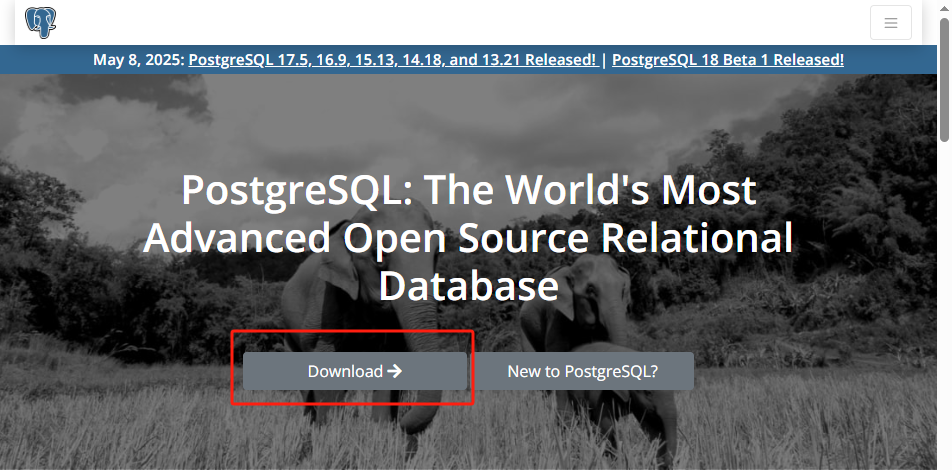 May 8, 2025: PostgreSQL 17.5, 16.9, 15.13, 14.18, and 13.21 Released! | PostgreSQL 18 Beta 1 Released!
PostgreSQL: The World's Most
Advanced Open Source Relational
Database
Download
New to PostgreSQL?